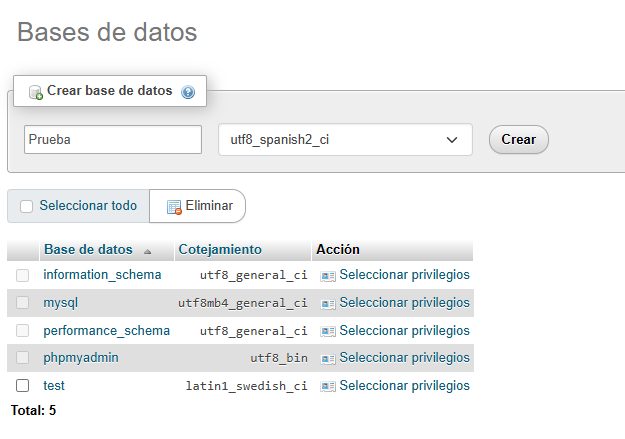 Bases de datos
Crear base de datos
Prueba utf8_spanish2_ci Crear
Seleccionar todo Eliminar
Base de datos Cotejamiento Acción
information_schema utf8_general_ci Seleccionar privilegios
mysql utf8mb4_general_ci Seleccionar privilegios
performance_schema utf8_general_ci Seleccionar privilegios
phpmyadmin utf8_bin Seleccionar privilegios
test latin1_swedish_ci Seleccionar privilegios
Total: 5